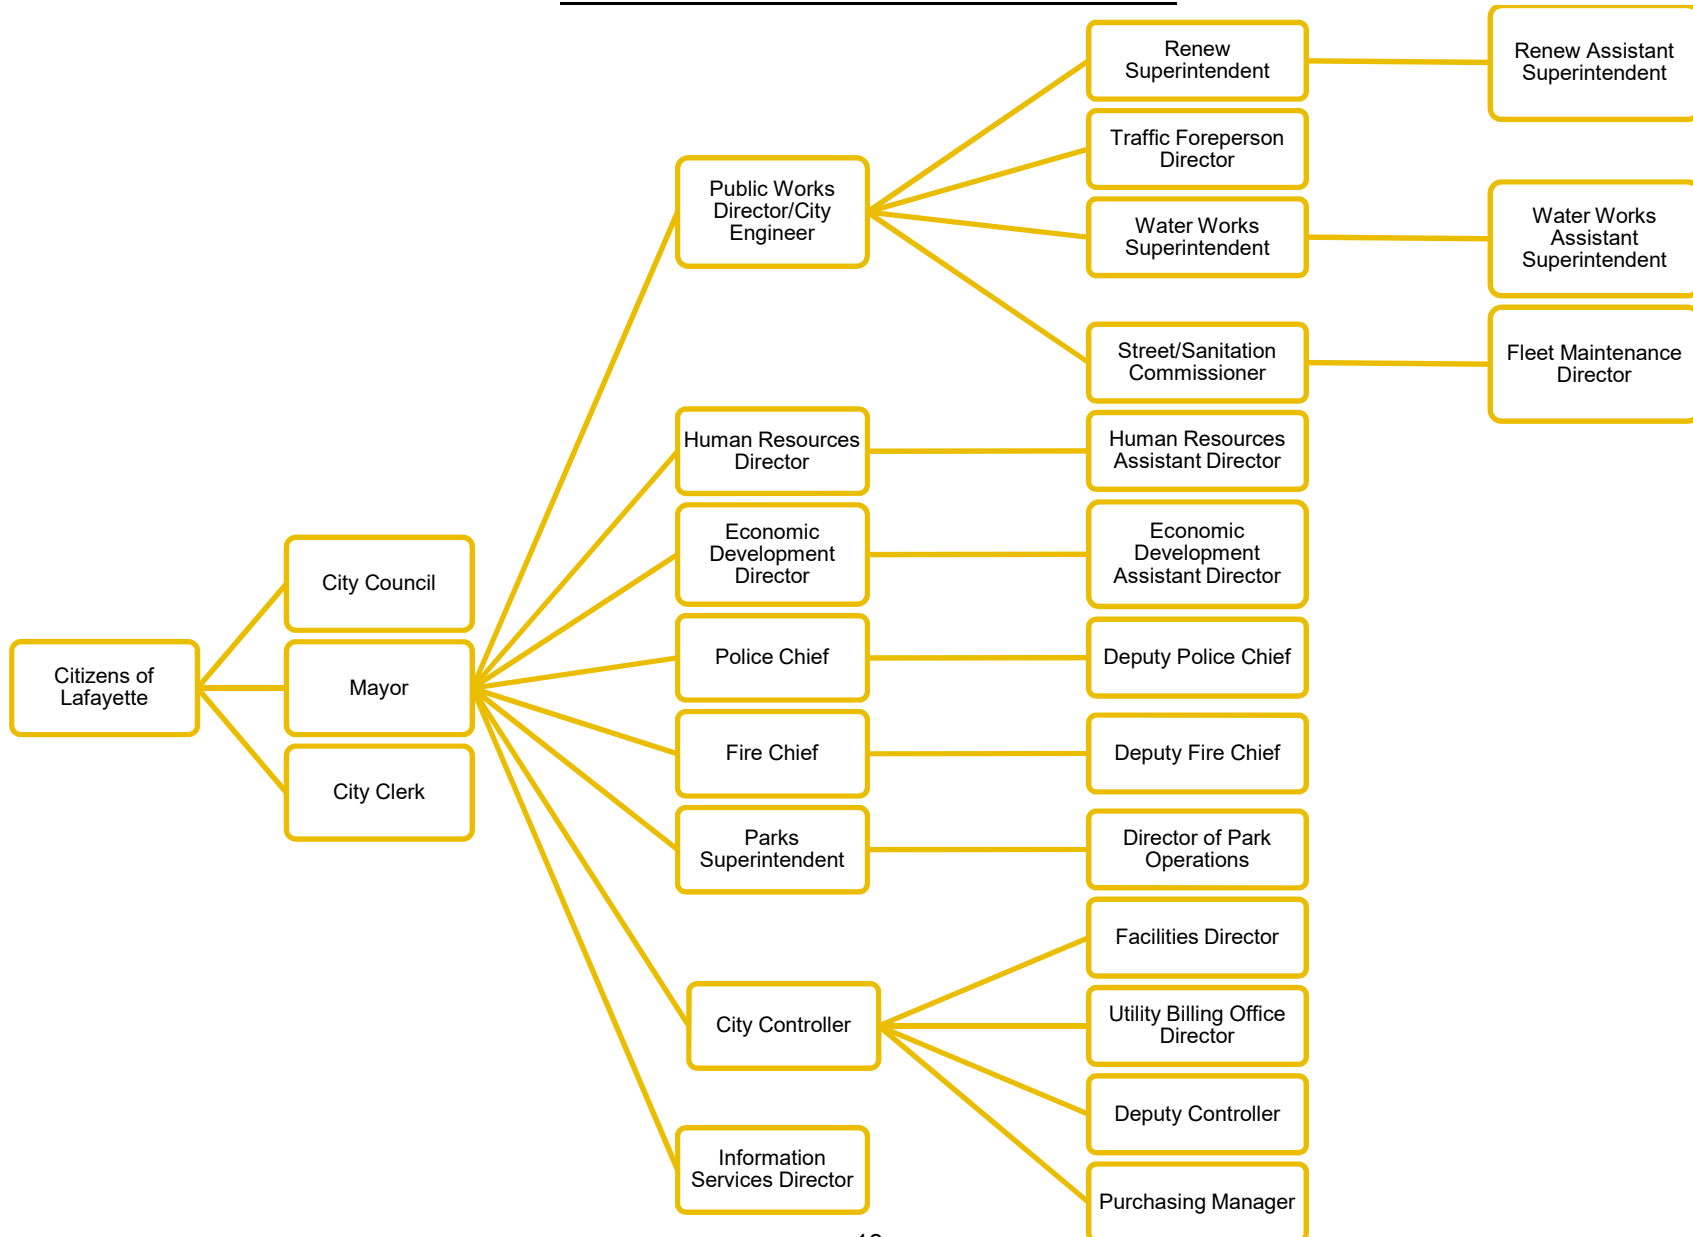 Renew
Superintendent
Renew Assistant
Superintendent
Traffic Foreperson
Director
Public Works
Director/City
Engineer
Water Works
Superintendent
Water Works
Assistant
Superintendent
Street/Sanitation
Commissioner
Fleet Maintenance
Director
Human Resources
Director
Human Resources
Assistant Director
Economic
Development
Director
Economic
Development
Assistant Director
City Council
Police Chief
Deputy Police Chief
Citizens of
Lafayette
Mayor
Fire Chief
Deputy Fire Chief
City Clerk
Parks
Superintendent
Director of Park
Operations
Facilities Director
City Controller
Utility Billing Office
Director
Deputy Controller
Information
Services Director
Purchasing Manager